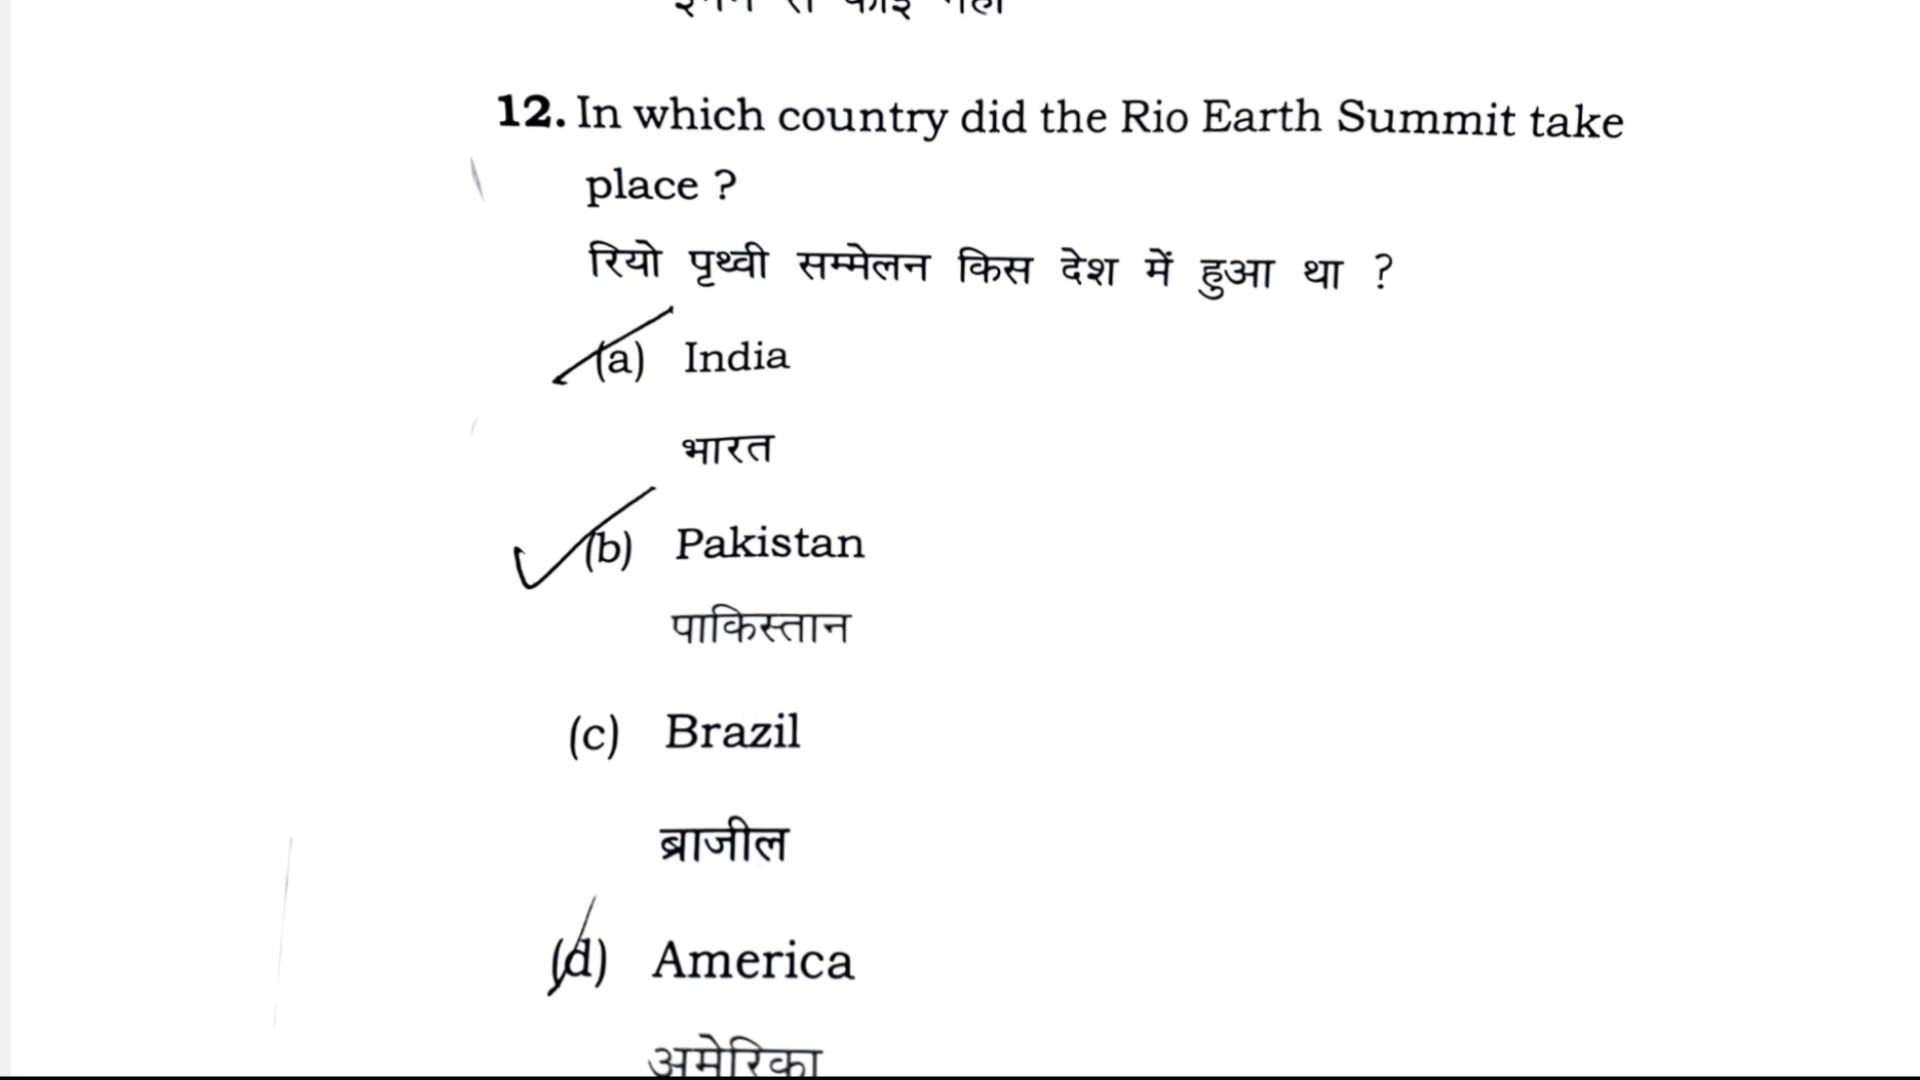 12. In which country did the Rio Earth Summit take
place ?
रियो पृथ्वी सम्मेलन किस देश में हुआ था ?
(a) India
भारत
(b) Pakistan
पाकिस्तान
(c) Brazil
ब्राजील
(d) America
अमेरिका